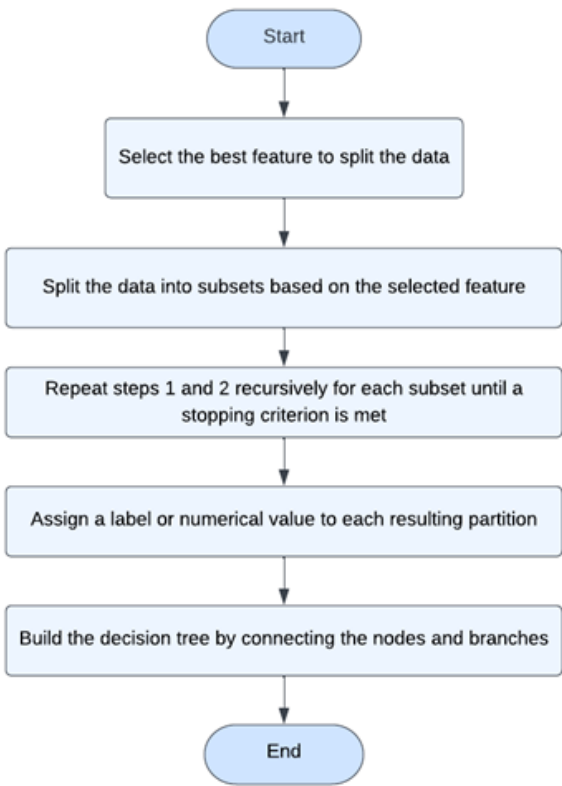 Start
Select the best feature to split the data
Split the data into subsets based on the selected feature
Repeat steps 1 and 2 recursively for each subset until a
stopping criterion is met
Assign a label or numerical value to each resulting partition
Build the decision tree by connecting the nodes and branches
End